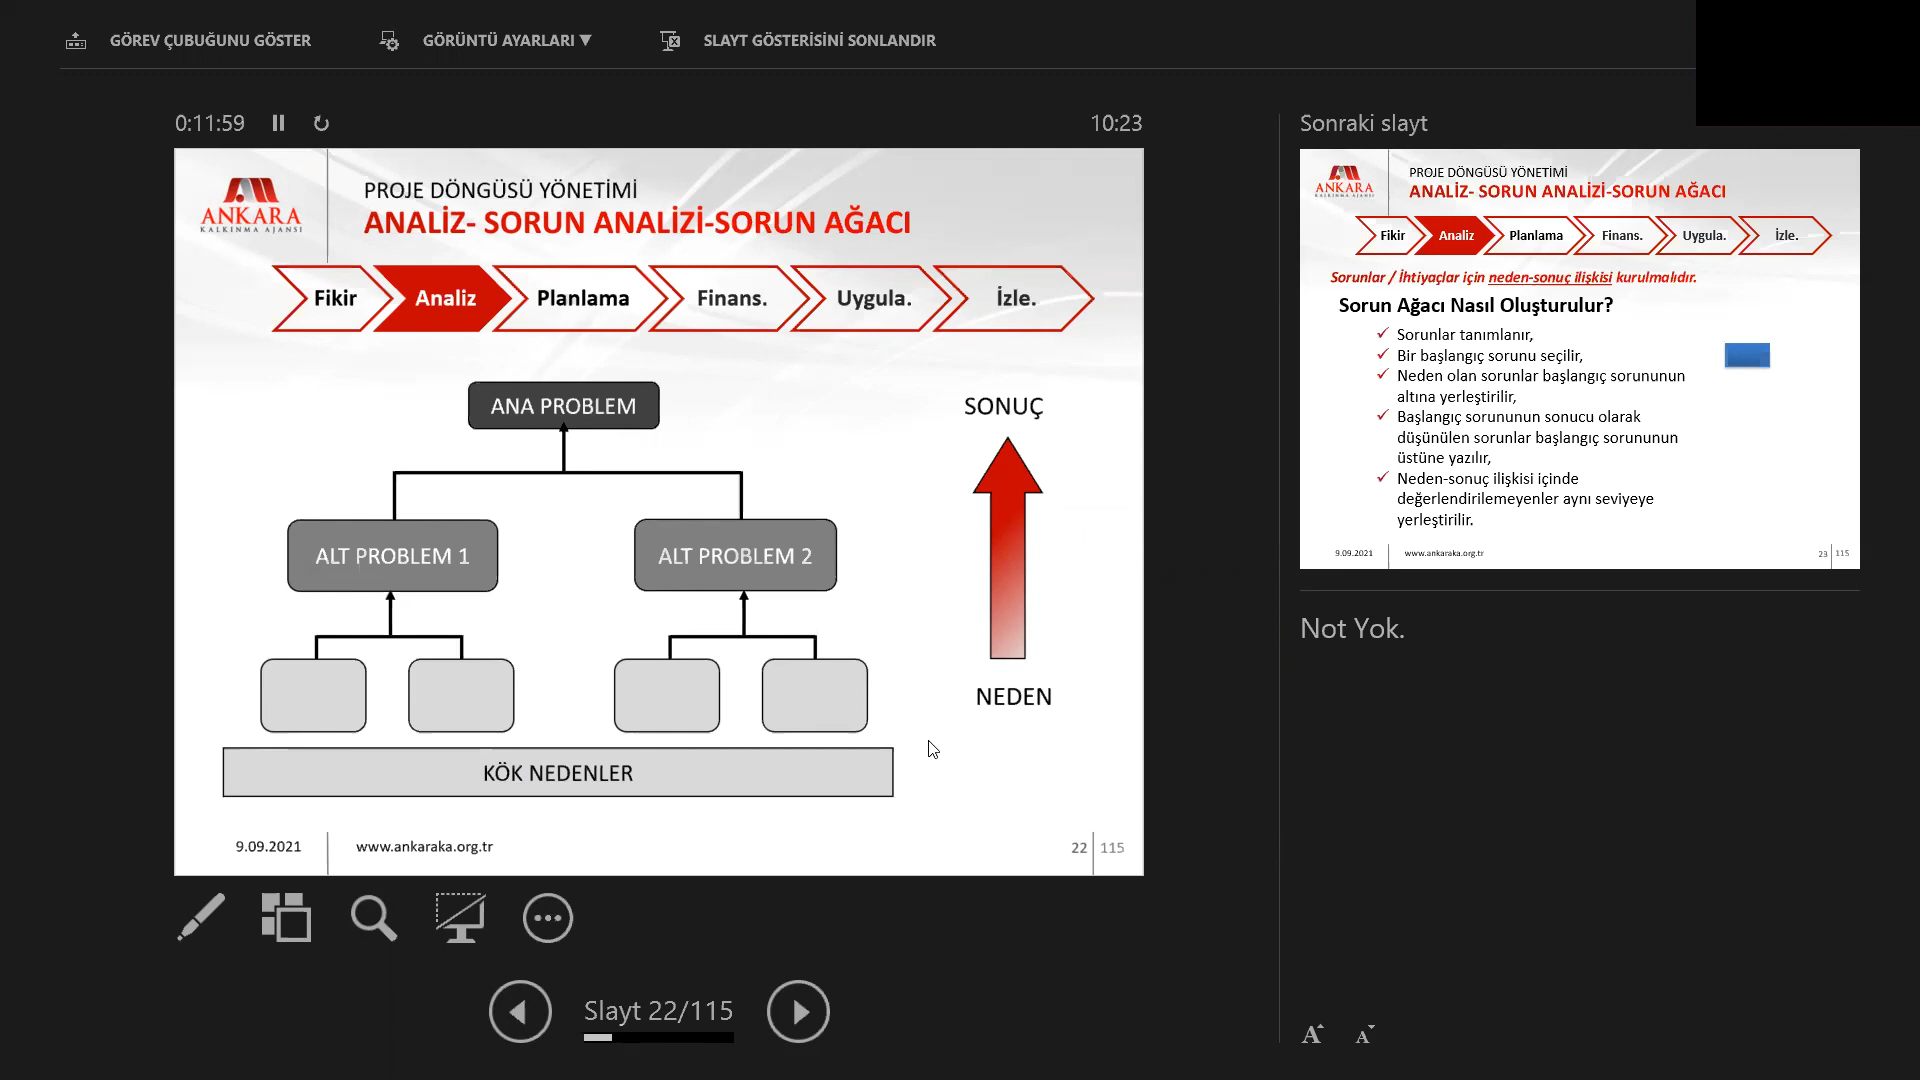 GÖREV ÇUBUĞUNU GÖSTER
GÖRÜNTÜ AYARLARI ▼
SLAYT GÖSTERİSİNİ SONLANDIR
0:11:59
10:23
ANKARA
KALKINMA AJANSI
PROJE DÖNGÜSÜ YÖNETİMİ
ANALİZ- SORUN ANALİZİ-SORUN AĞACI
Fikir
Analiz
Planlama
Finans.
Uygula.
İzle.
ANA PROBLEM
ALT PROBLEM 1
ALT PROBLEM 2
KÖK NEDENLER
SONUÇ
NEDEN
9.09.2021
www.ankaraka.org.tr
22
115
Slayt 22/115
Sonraki slayt
ANKARA
KALKINMA AJANSI
PROJE DÖNGÜSÜ YÖNETİMİ
ANALİZ- SORUN ANALİZİ-SORUN AĞACI
Fikir
Analiz
Planlama
Finans.
Uygula.
İzle.
Sorunlar / İhtiyaçlar için neden-sonuç ilişkisi kurulmalıdır.
Sorun Ağacı Nasıl Oluşturulur?
✓ Sorunlar tanımlanır,
✓ Bir başlangıç sorunu seçilir,
✓ Neden olan sorunlar başlangıç sorununun
altına yerleştirilir,
✓ Başlangıç sorununun sonucu olarak
düşünülen sorunlar başlangıç sorununun
üstüne yazılır,
✓ Neden-sonuç ilişkisi içinde
değerlendirilemeyenler aynı seviyeye
yerleştirilir.
9.09.2021
www.ankaraka.org.tr
23
115
Not Yok.
A
A